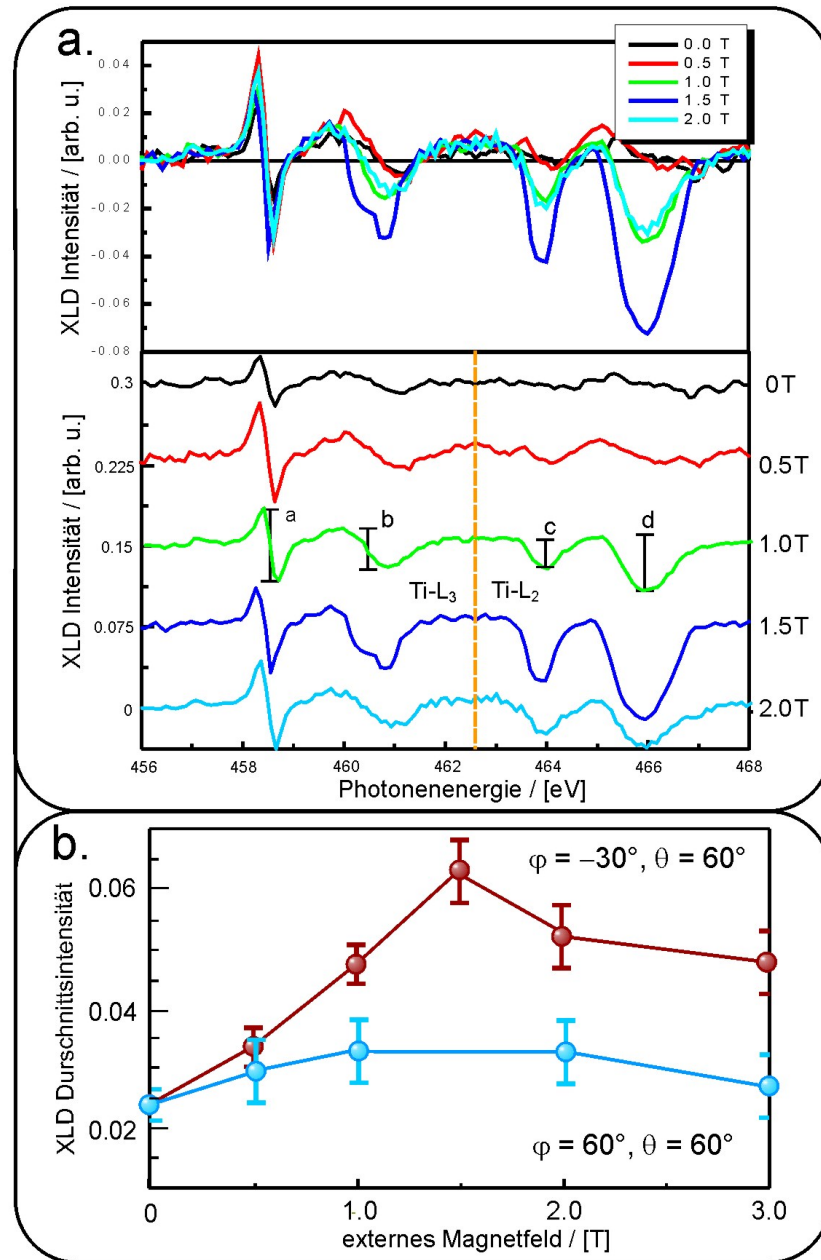 a.
0.0 T
0.5 T
1.0 T
1.5 T
2.0 T
0.04
0.02
0.00
-0.02
-0.04
-0.06
-0.08
XLD Intensität / [arb. u.]
0.3
0.225
0.15
0.075
0
XLD Intensität / [arb. u.]
0T
0.5T
a
b
c
d
1.0T
Ti-L₃
Ti-L₂
1.5T
2.0T
456
458
460
462
464
466
468
Photonenenergie / [eV]
b.
φ = −30°, θ = 60°
0.06
0.04
0.02
XLD Durschnittsintensität
φ = 60°, θ = 60°
0
1.0
2.0
3.0
externes Magnetfeld / [T]